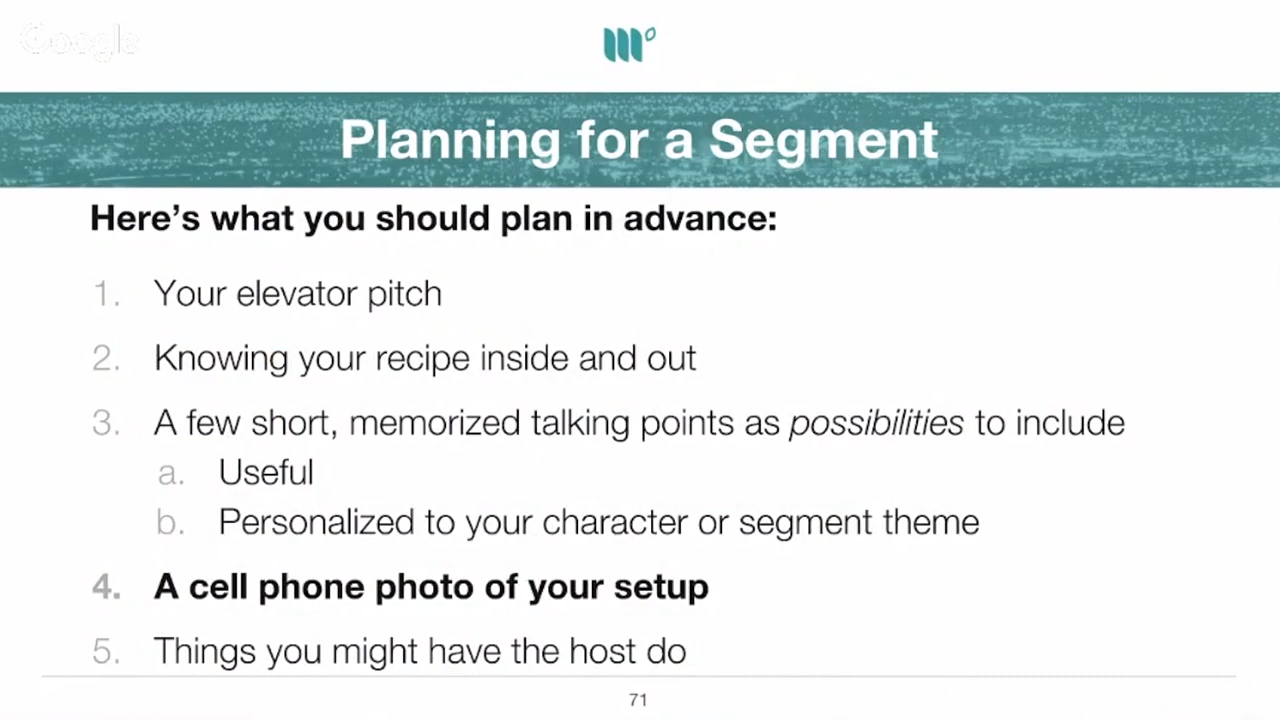 Google
Planning for a Segment
Here's what you should plan in advance:
1. Your elevator pitch
2. Knowing your recipe inside and out
3. A few short, memorized talking points as possibilities to include
a. Useful
b. Personalized to your character or segment theme
4. A cell phone photo of your setup
5. Things you might have the host do
71